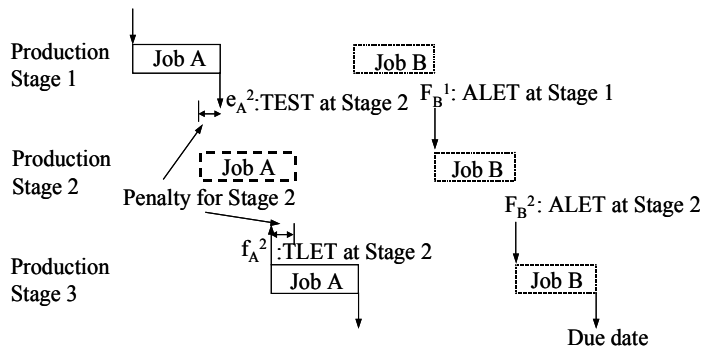 Production
Stage 1
Job A
Job B
e_A^2:TEST at Stage 2
F_B^1: ALET at Stage 1
Production
Stage 2
Job A
Job B
Penalty for Stage 2
F_B^2: ALET at Stage 2
f_A^2:TLET at Stage 2
Production
Stage 3
Job A
Job B
Due date